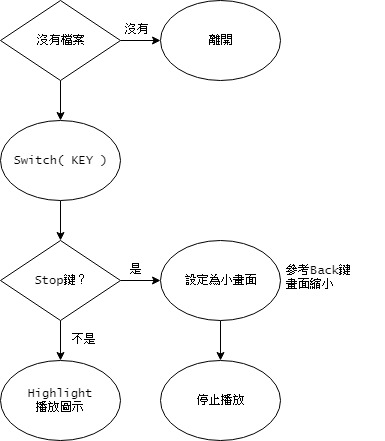 沒有檔案
沒有
離開
Switch( KEY )
Stop鍵？
是
設定為小畫面
參考Back鍵
畫面縮小
不是
Highlight
播放圖示
停止播放